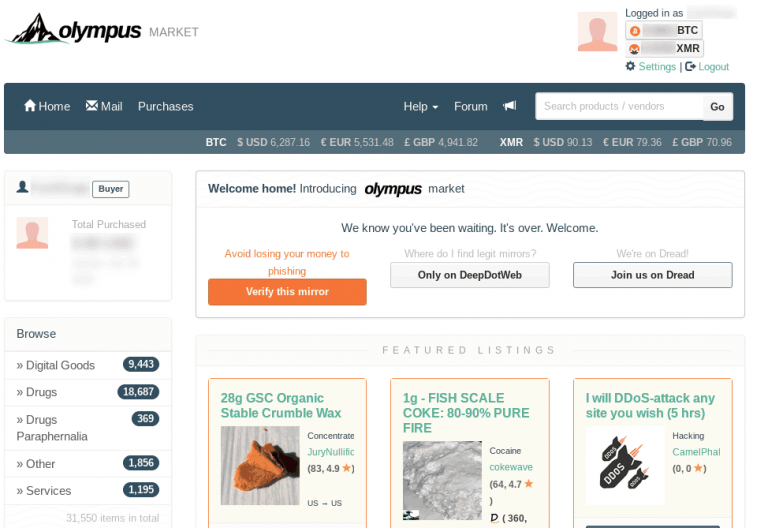 olympus MARKET
Logged in as
BTC
XMR
Settings | Logout
Home Mail Purchases Help Forum Search products / vendors Go
BTC $ USD 6,287.16 € EUR 5,531.48 £ GBP 4,941.82 XMR $ USD 90.13 € EUR 79.36 £ GBP 70.96
Buyer
Total Purchased
Browse
» Digital Goods 9,443
» Drugs 18,687
» Drugs 369
Paraphernalia
» Other 1,856
» Services 1,195
31,550 items in total
Welcome home! Introducing olympus market
We know you've been waiting. It's over. Welcome.
Avoid losing your money to
phishing
Verify this mirror
Where do I find legit mirrors?
Only on DeepDotWeb
We're on Dread!
Join us on Dread
FEATURED LISTINGS
28g GSC Organic
Stable Crumble Wax
Concentrate
JuryNullific
(83, 4.9 ★)
US → US
1g - FISH SCALE
COKE: 80-90% PURE
FIRE
Cocaine
cokewave
(64, 4.7 ★
)
( 360,
I will DDoS-attack any
site you wish (5 hrs)
DDoS
DDoS
DDoS
Hacking
CamelPhal
(0, 0 ★)